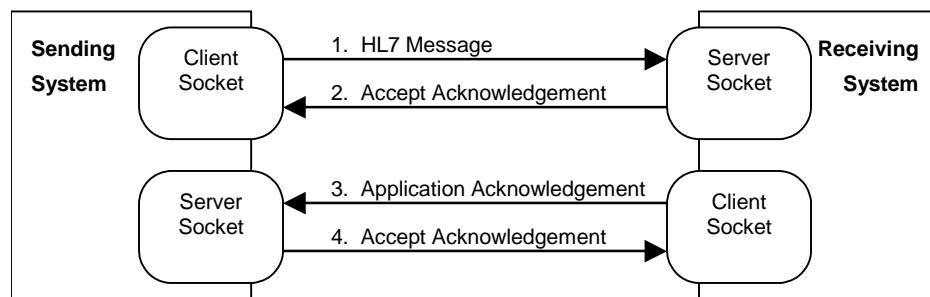 Sending
System
Client
Socket
1. HL7 Message
2. Accept Acknowledgement
Server
Socket
Receiving
System
Server
Socket
3. Application Acknowledgement
4. Accept Acknowledgement
Client
Socket